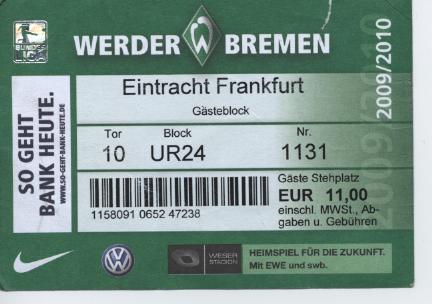 WERDER BREMEN
2009/2010
Eintracht Frankfurt
Gästeblock
Tor Block Nr.
10 UR24 1131
Gäste Stehplatz
EUR 11,00
einschl. MWSt., Ab-
gaben u. Gebühren
1158091 0652 47238
SO GEHT
BANK HEUTE.
WWW.SO-GEHT-BANK-HEUTE.DE
WESER
STADION
HEIMSPIEL FÜR DIE ZUKUNFT.
Mit EWE und swb.